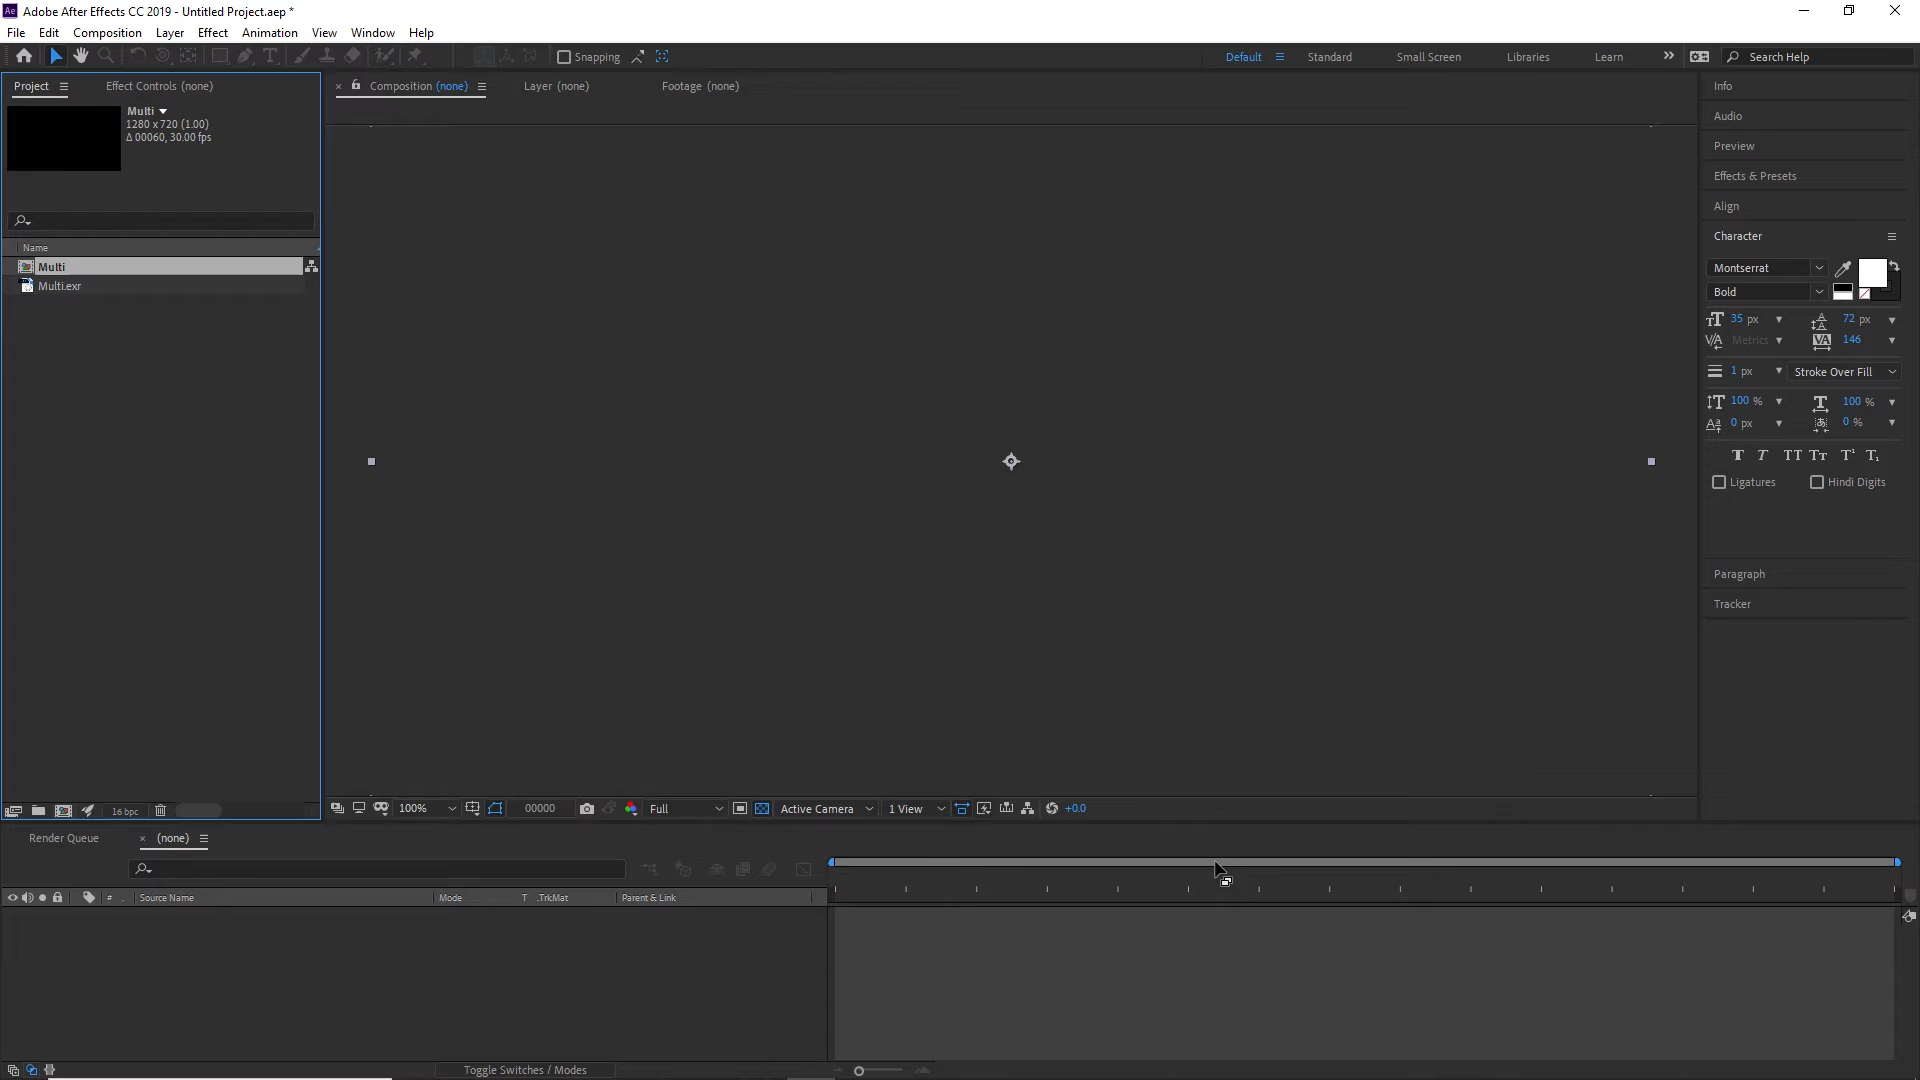 Ae Adobe After Effects CC 2019 - Untitled Project.aep *
File Edit Composition Layer Effect Animation View Window Help
Snapping Default Standard Small Screen Libraries Learn Search Help
Project Effect Controls (none) Composition (none) Layer (none) Footage (none)
Multi
1280 x 720 (1.00)
Δ 00060, 30.00 fps
Name
Multi
Multi.exr
Info
Audio
Preview
Effects & Presets
Align
Character
Montserrat
Bold
35 px 72 px
Metrics 146
1 px Stroke Over Fill
100 % 100 %
0 px 0 %
T T TT Tт T¹ T₁
Ligatures Hindi Digits
Paragraph
Tracker
16 bpc
100% 00000 Full Active Camera 1 View +0.0
Render Queue (none)
# . Source Name Mode T .TrkMat Parent & Link
Toggle Switches / Modes